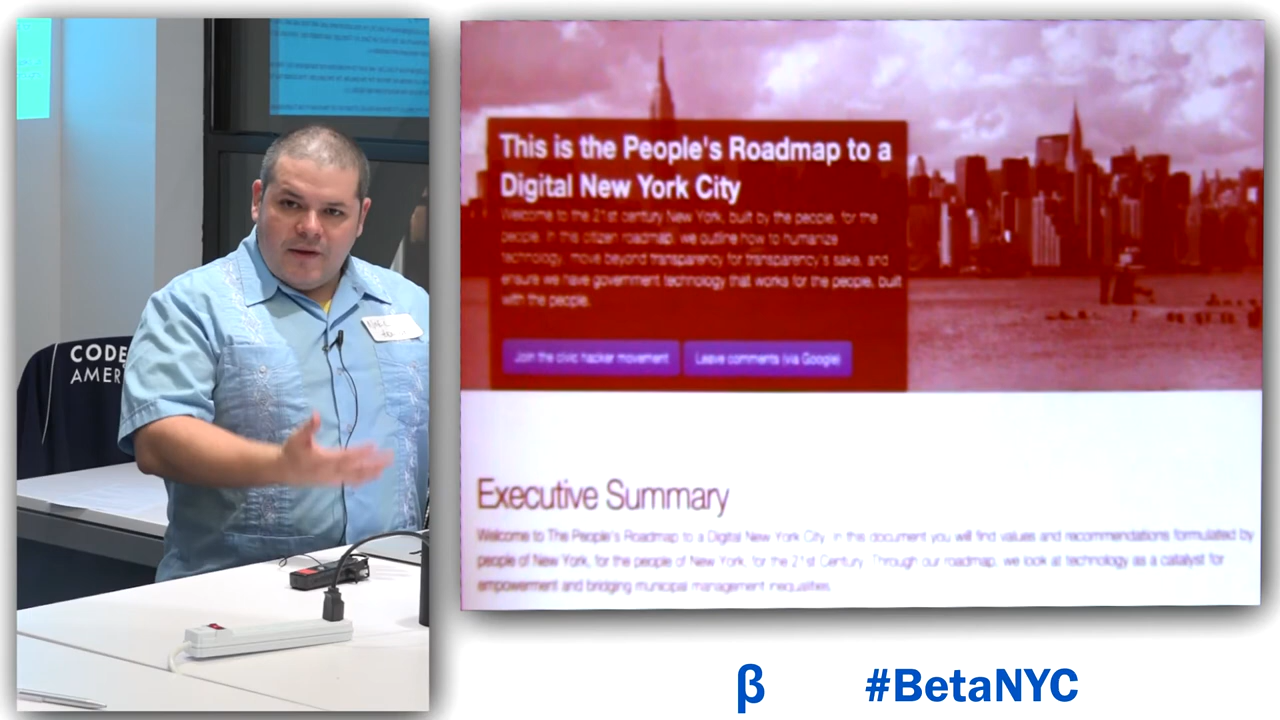 CODE
AMER
This is the People's Roadmap to a
Digital New York City
Welcome to the 21st century New York, built by the people, for the
people. In this citizen roadmap, we outline how to humanize
technology, move beyond transparency for transparency's sake, and
ensure we have government technology that works for the people, built
with the people.
Join the civic hacker movement
Leave comments (via Google)
Executive Summary
Welcome to The People's Roadmap to a Digital New York City. In this document you will find values and recommendations formulated by
people of New York, for the people of New York, for the 21st Century. Through our roadmap, we look at technology as a catalyst for
empowerment and bridging municipal management inequalities.
β #BetaNYC